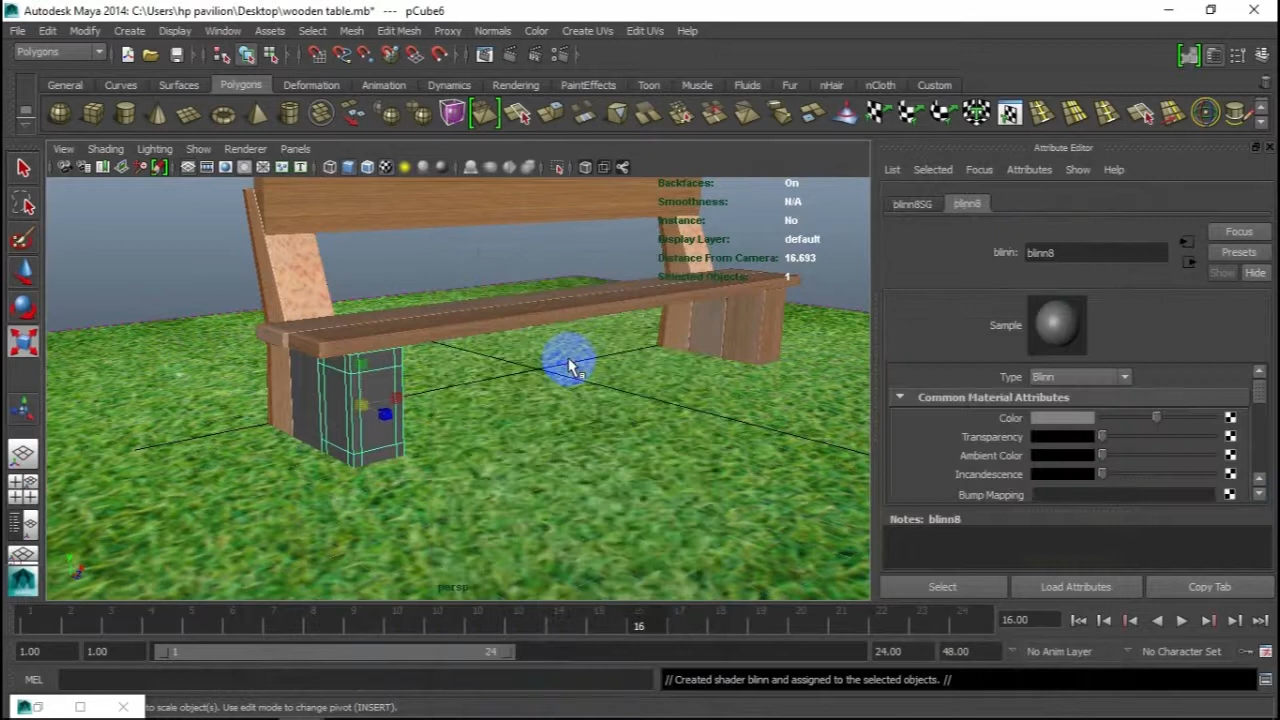 Autodesk Maya 2014: C:\Users\hp pavilion\Desktop\wooden table.mb* --- pCube6
File Edit Modify Create Display Window Assets Select Mesh Edit Mesh Proxy Normals Color Create UVs Edit UVs Help
Polygons
General Curves Surfaces Polygons Deformation Animation Dynamics Rendering PaintEffects Toon Muscle Fluids Fur nHair nCloth Custom
View Shading Lighting Show Renderer Panels
Backfaces: On
Smoothness: N/A
Instance: No
Display Layer: default
Distance From Camera: 16.693
Selected Objects: 1
persp
Attribute Editor
List Selected Focus Attributes Show Help
blinn8SG blinn8
Focus
blinn: blinn8
Presets
Show Hide
Sample
Type Blinn
Common Material Attributes
Color
Transparency
Ambient Color
Incandescence
Bump Mapping
Notes: blinn8
Select Load Attributes Copy Tab
16
16.00
1.00 1.00 1 24 24.00 48.00 No Anim Layer No Character Set
MEL // Created shader blinn and assigned to the selected objects. //
to scale object(s). Use edit mode to change pivot (INSERT).